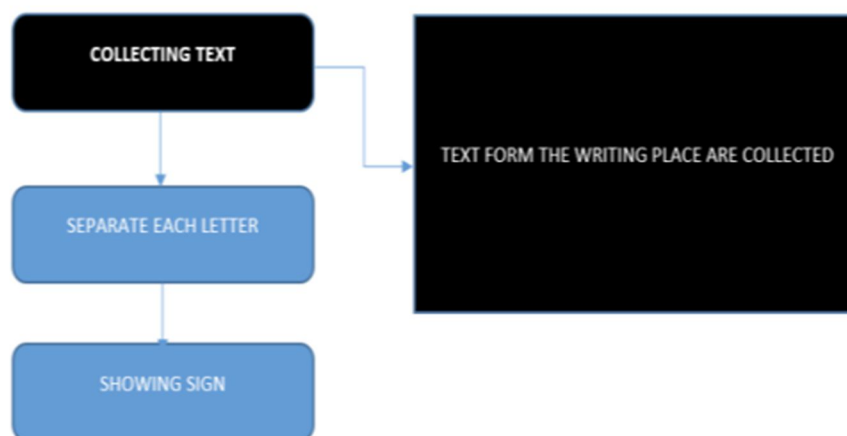 COLLECTING TEXT
TEXT FORM THE WRITING PLACE ARE COLLECTED
SEPARATE EACH LETTER
SHOWING SIGN